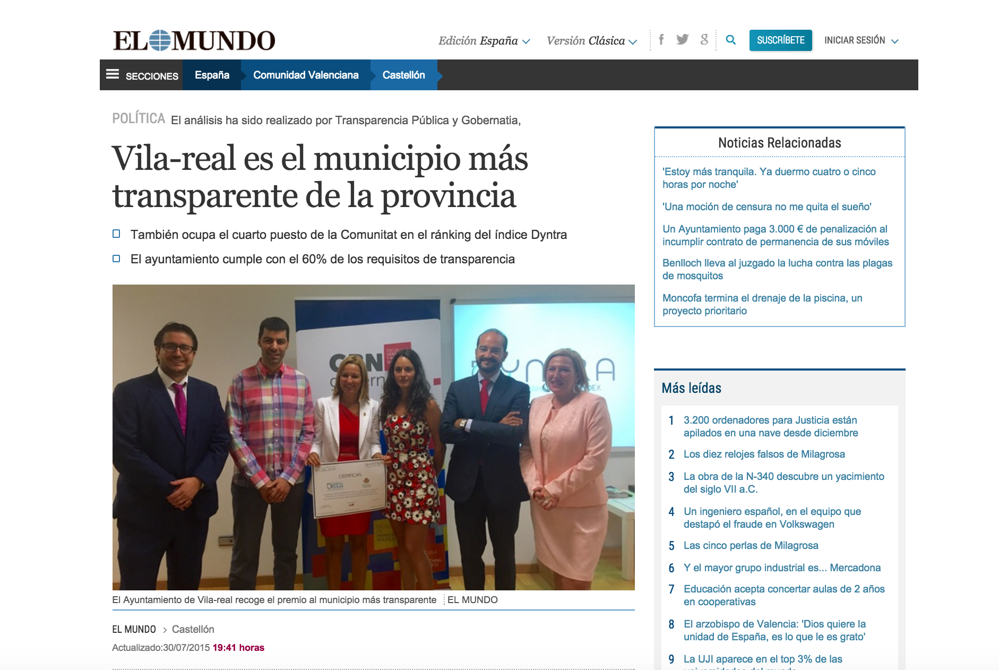 EL MUNDO
Edición España
Versión Clásica
SUSCRÍBETE
INICIAR SESIÓN
SECCIONES
España
Comunidad Valenciana
Castellón
POLÍTICA El análisis ha sido realizado por Transparencia Pública y Gobernatia,
Vila-real es el municipio más
transparente de la provincia
También ocupa el cuarto puesto de la Comunitat en el ránking del índice Dyntra
El ayuntamiento cumple con el 60% de los requisitos de transparencia
CERTIFICAN
El Ayuntamiento de Vila-real recoge el premio al municipio más transparente
EL MUNDO
EL MUNDO > Castellón
Actualizado:30/07/2015 19:41 horas
Noticias Relacionadas
'Estoy más tranquila. Ya duermo cuatro o cinco
horas por noche'
'Una moción de censura no me quita el sueño'
Un Ayuntamiento paga 3.000 € de penalización al
incumplir contrato de permanencia de sus móviles
Benlloch lleva al juzgado la lucha contra las plagas
de mosquitos
Moncofa termina el drenaje de la piscina, un
proyecto prioritario
Más leídas
1 3.200 ordenadores para Justicia están
apilados en una nave desde diciembre
2 Los diez relojes falsos de Milagrosa
3 La obra de la N-340 descubre un yacimiento
del siglo VII a.C.
4 Un ingeniero español, en el equipo que
destapó el fraude en Volkswagen
5 Las cinco perlas de Milagrosa
6 Y el mayor grupo industrial es... Mercadona
7 Educación acepta concertar aulas de 2 años
en cooperativas
8 El arzobispo de Valencia: 'Dios quiere la
unidad de España, es lo que le es grato'
9 La UJI aparece en el top 3% de las